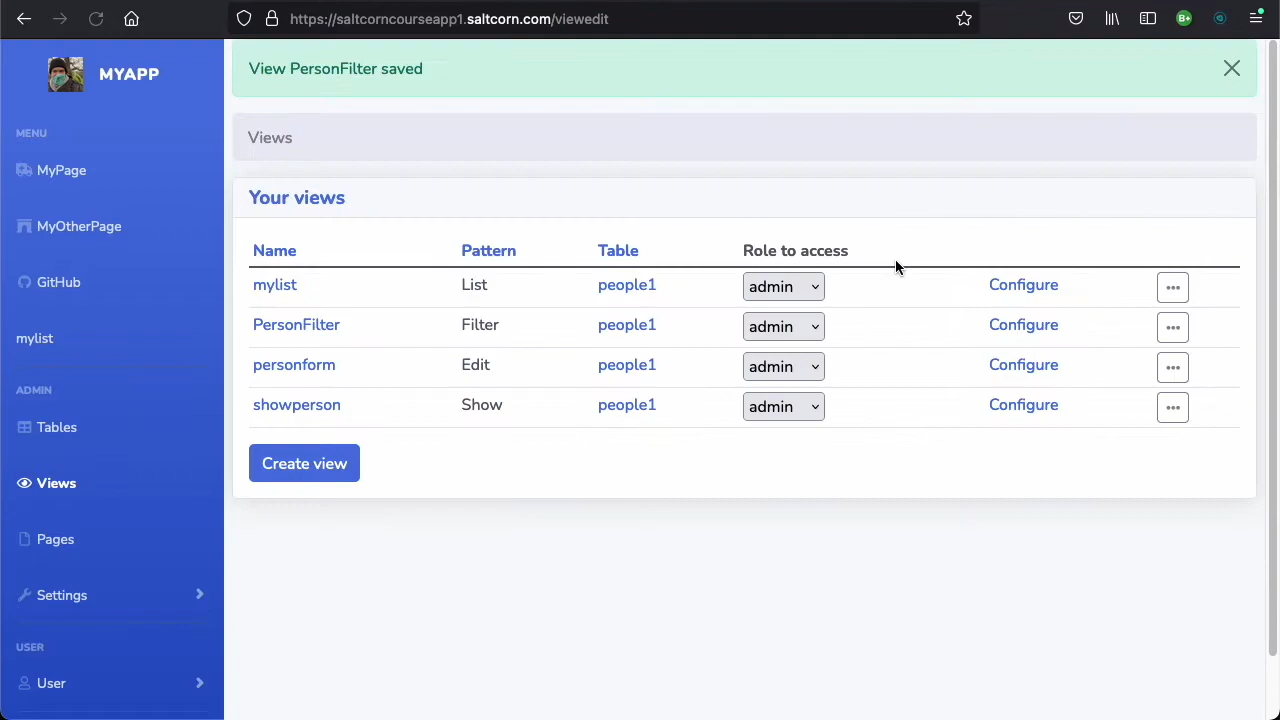 https://saltcorncourseapp1.saltcorn.com/viewedit
B+
MYAPP
MENU
MyPage
MyOtherPage
GitHub
mylist
ADMIN
Tables
Views
Pages
Settings
USER
User
View PersonFilter saved
Views
Your views
Name Pattern Table Role to access
mylist List people1 admin Configure
PersonFilter Filter people1 admin Configure
personform Edit people1 admin Configure
showperson Show people1 admin Configure
Create view